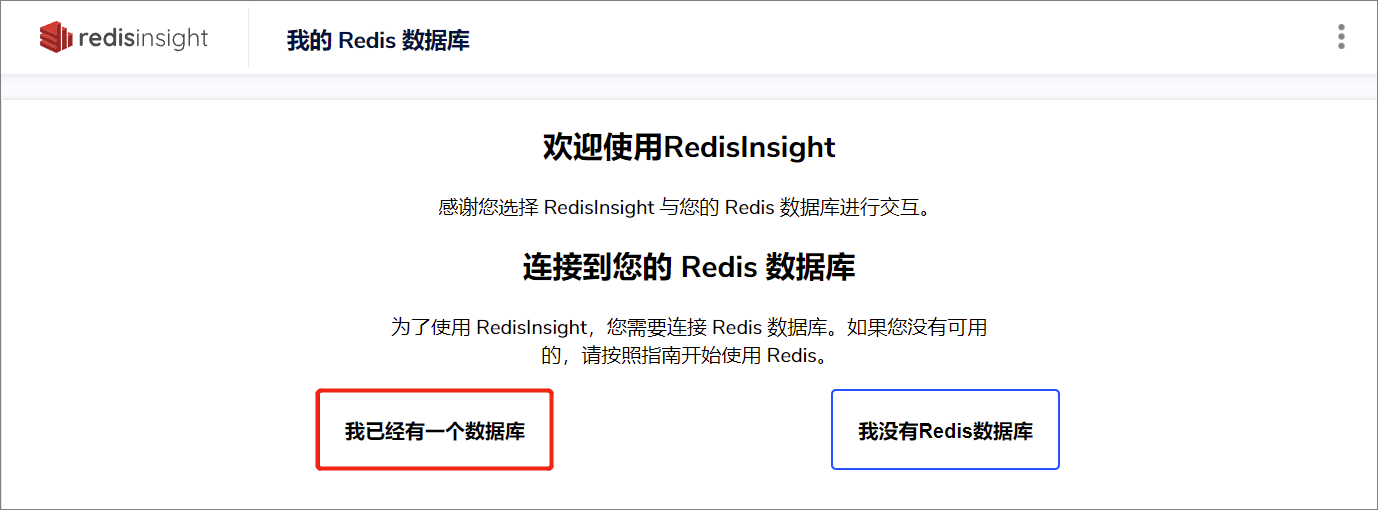 redisinsight
我的 Redis 数据库
欢迎使用RedisInsight
感谢您选择 RedisInsight 与您的 Redis 数据库进行交互。
连接到您的 Redis 数据库
为了使用 RedisInsight，您需要连接 Redis 数据库。如果您没有可用
的，请按照指南开始使用 Redis。
我已经有一个数据库
我没有Redis数据库